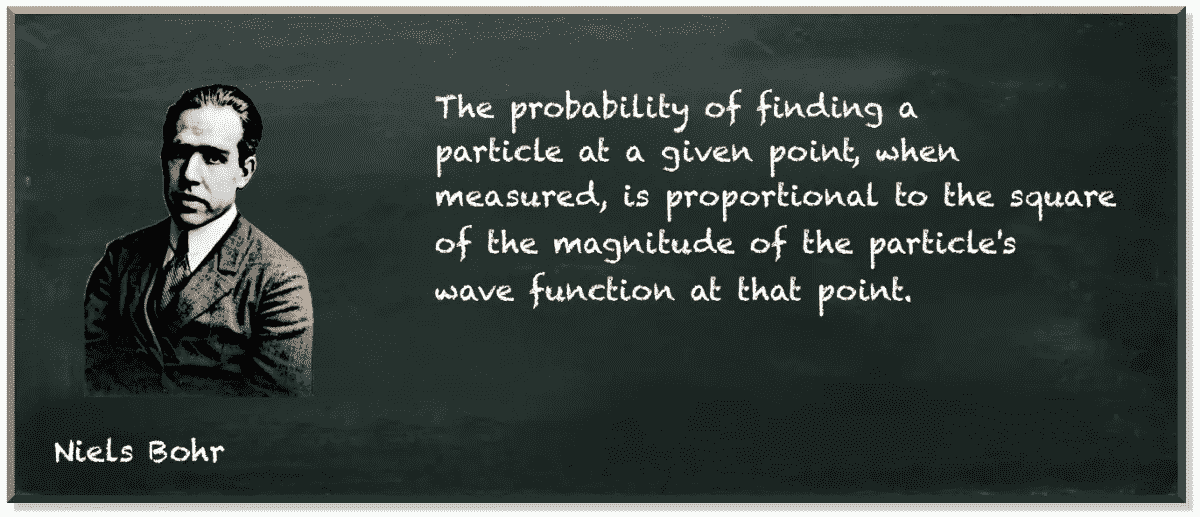 The probability of finding a
particle at a given point, when
measured, is proportional to the square
of the magnitude of the particle's
wave function at that point.
Niels Bohr